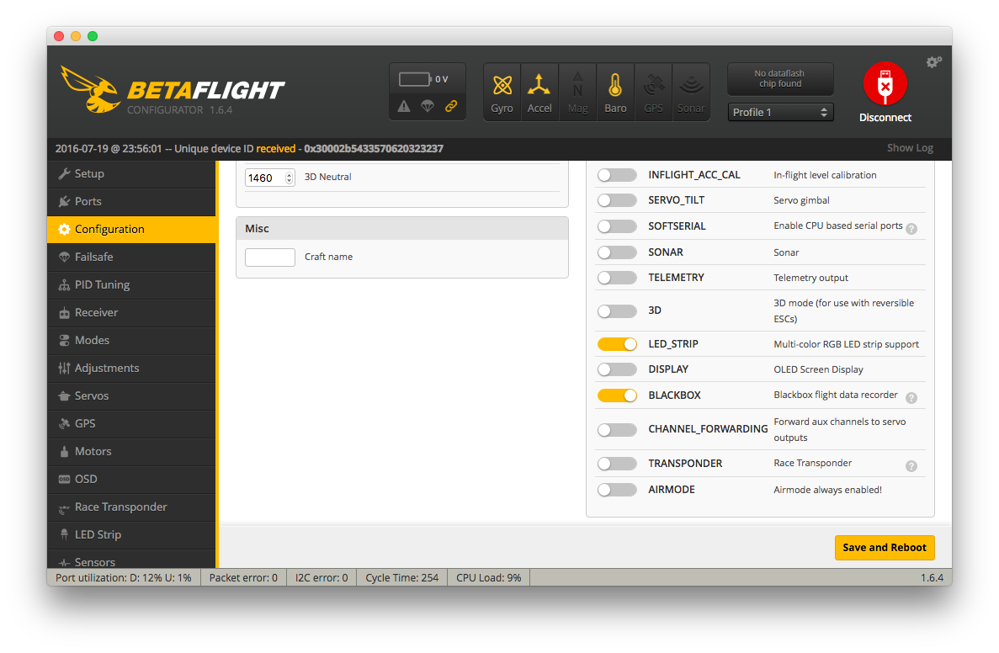 BETAFLIGHT
CONFIGURATOR 1.6.4
0 V
Gyro
Accel
Mag
Baro
GPS
Sonar
No dataflash
chip found
Profile 1
Disconnect
2016-07-19 @ 23:56:01 -- Unique device ID received - 0x30002b5433570620323237
Show Log
Setup
Ports
Configuration
Failsafe
PID Tuning
Receiver
Modes
Adjustments
Servos
GPS
Motors
OSD
OSD
Race Transponder
LED Strip
Sensors
1460
3D Neutral
Misc
Craft name
INFLIGHT_ACC_CAL
In-flight level calibration
SERVO_TILT
Servo gimbal
SOFTSERIAL
Enable CPU based serial ports ?
SONAR
Sonar
TELEMETRY
Telemetry output
3D
3D mode (for use with reversible
ESCs)
LED_STRIP
Multi-color RGB LED strip support
DISPLAY
OLED Screen Display
BLACKBOX
Blackbox flight data recorder ?
CHANNEL_FORWARDING
Forward aux channels to servo
outputs
TRANSPONDER
Race Transponder ?
AIRMODE
Airmode always enabled!
Save and Reboot
Port utilization: D: 12% U: 1%
Packet error: 0
I2C error: 0
Cycle Time: 254
CPU Load: 9%
1.6.4